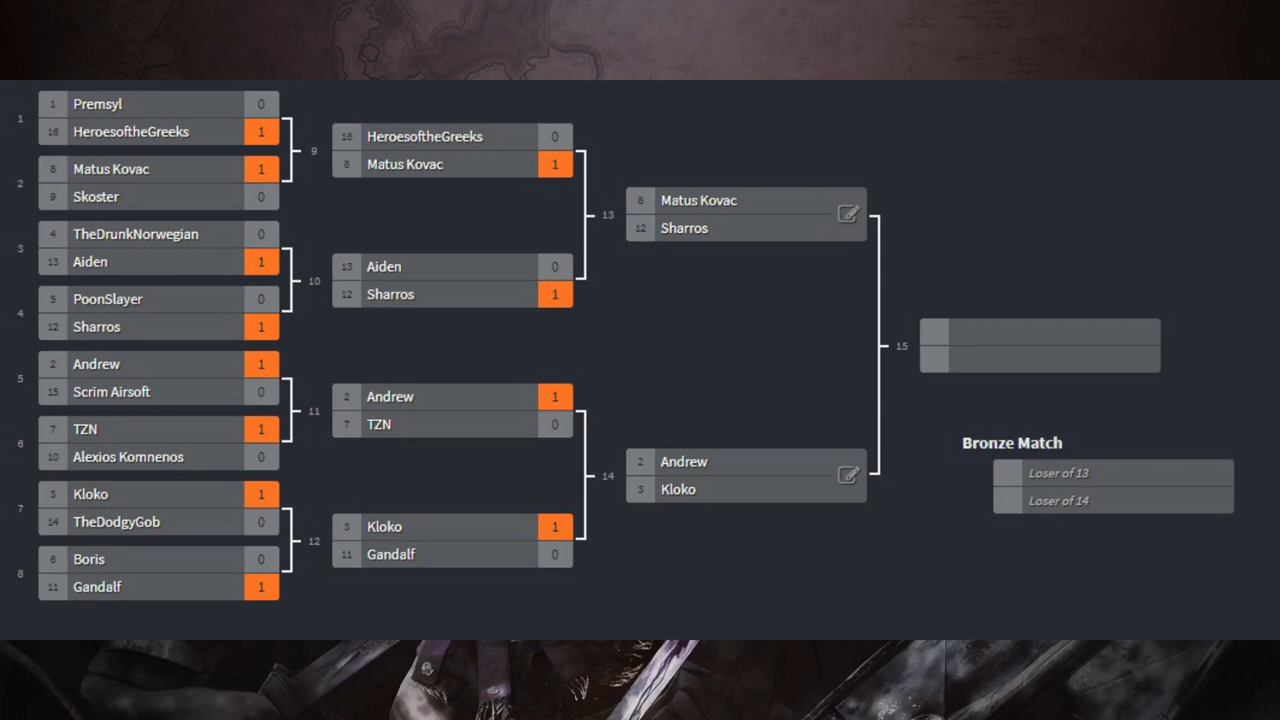 1
1 Premsyl 0
16 HeroesoftheGreeks 1
2
8 Matus Kovac 1
9 Skoster 0
3
4 TheDrunkNorwegian 0
13 Aiden 1
4
5 PoonSlayer 0
12 Sharros 1
5
2 Andrew 1
15 Scrim Airsoft 0
6
7 TZN 1
10 Alexios Komnenos 0
7
3 Kloko 1
14 TheDodgyGob 0
8
6 Boris 0
11 Gandalf 1
9
16 HeroesoftheGreeks 0
8 Matus Kovac 1
10
13 Aiden 0
12 Sharros 1
11
2 Andrew 1
7 TZN 0
12
3 Kloko 1
11 Gandalf 0
13
8 Matus Kovac
12 Sharros
14
2 Andrew
3 Kloko
15
Bronze Match
Loser of 13
Loser of 14